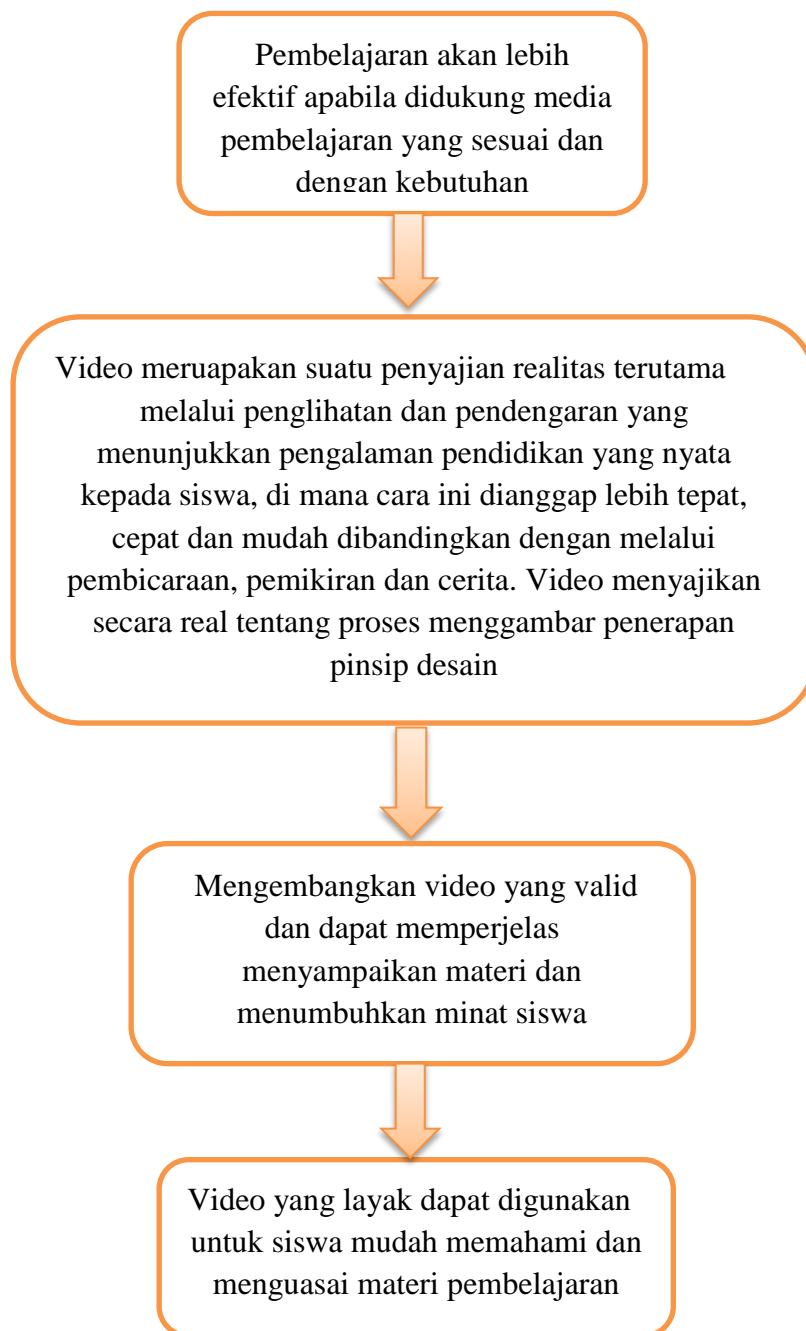 Pembelajaran akan lebih
efektif apabila didukung media
pembelajaran yang sesuai dan
dengan kebutuhan
Video meruapakan suatu penyajian realitas terutama
melalui penglihatan dan pendengaran yang
menunjukkan pengalaman pendidikan yang nyata
kepada siswa, di mana cara ini dianggap lebih tepat,
cepat dan mudah dibandingkan dengan melalui
pembicaraan, pemikiran dan cerita. Video menyajikan
secara real tentang proses menggambar penerapan
pinsip desain
Mengembangkan video yang valid
dan dapat memperjelas
menyampaikan materi dan
menumbuhkan minat siswa
Video yang layak dapat digunakan
untuk siswa mudah memahami dan
menguasai materi pembelajaran